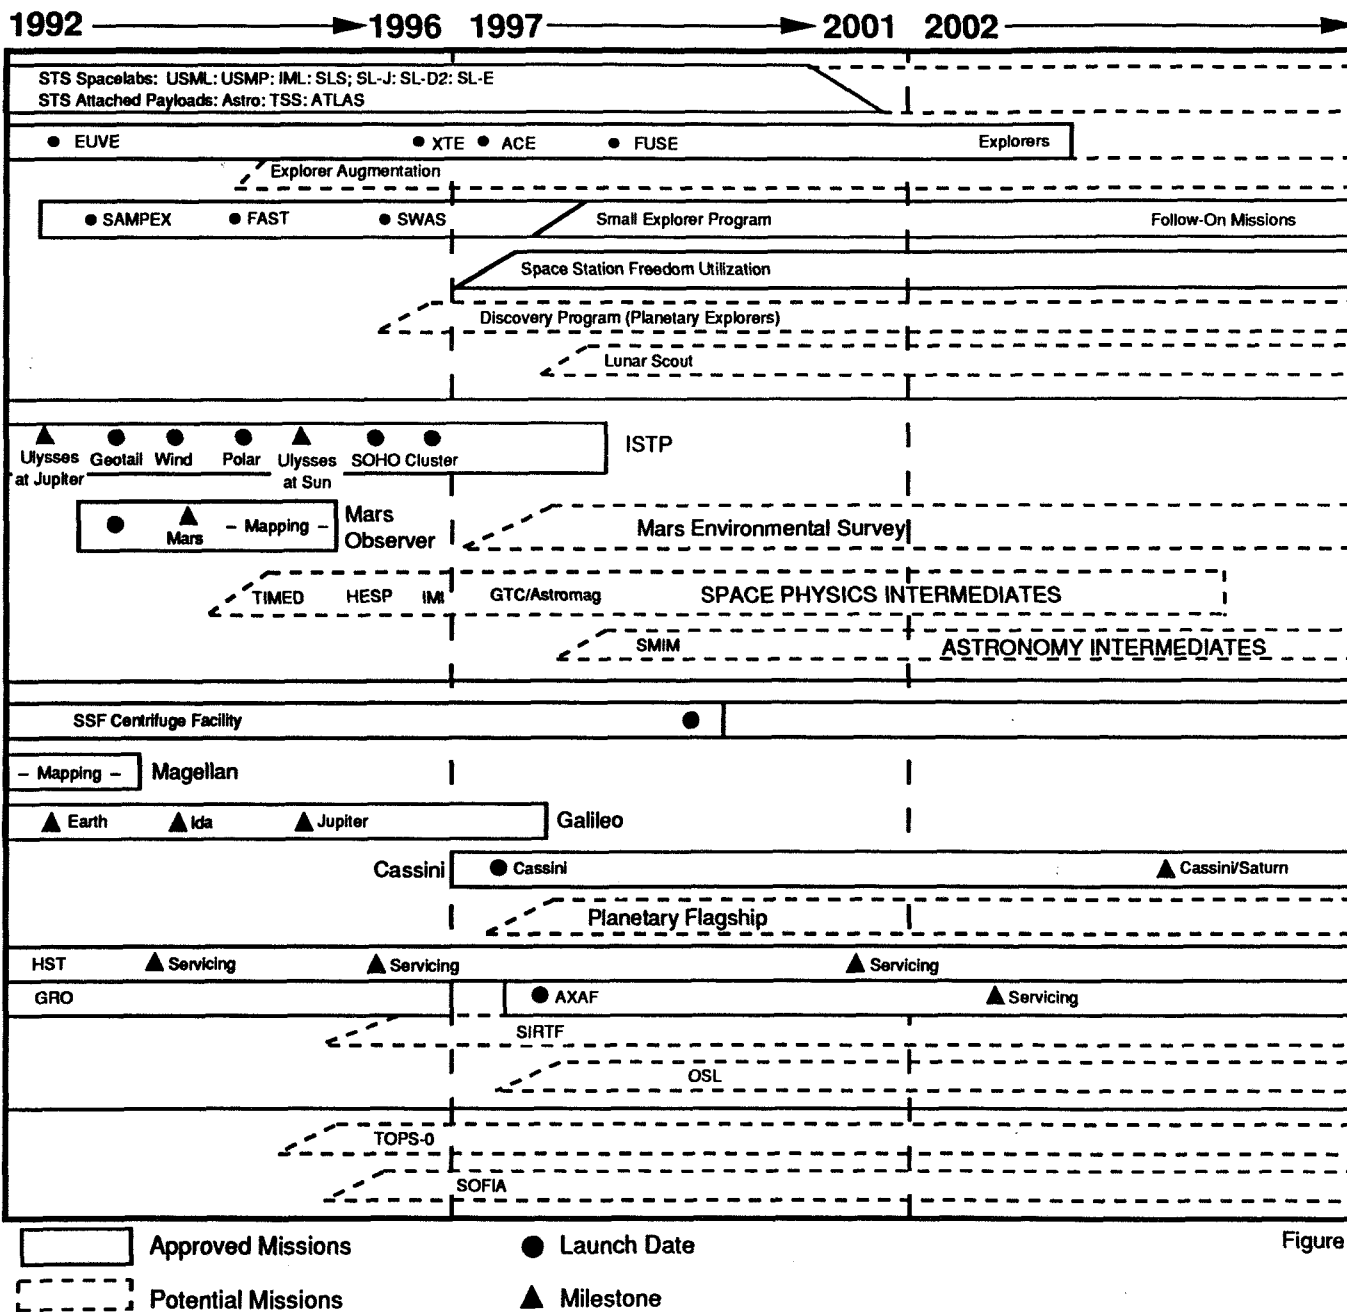 1992 1996 1997 2001 2002
STS Spacelabs: USML: USMP: IML: SLS; SL-J: SL-D2: SL-E
STS Attached Payloads: Astro: TSS: ATLAS
EUVE XTE ACE FUSE Explorers
Explorer Augmentation
SAMPEX FAST SWAS Small Explorer Program Follow-On Missions
Space Station Freedom Utilization
Discovery Program (Planetary Explorers)
Lunar Scout
ISTP
Ulysses Geotail Wind Polar Ulysses SOHO Cluster
at Jupiter at Sun
Mars
Observer
Mars – Mapping –
Mars Environmental Survey
TIMED HESP IMI GTC/Astromag SPACE PHYSICS INTERMEDIATES
SMIM ASTRONOMY INTERMEDIATES
SSF Centrifuge Facility
– Mapping – Magellan
Earth Ida Jupiter Galileo
Cassini Cassini Cassini/Saturn
Planetary Flagship
HST Servicing Servicing Servicing
GRO AXAF Servicing
SIRTF
OSL
TOPS-0
SOFIA
Approved Missions Launch Date Figure
Potential Missions Milestone